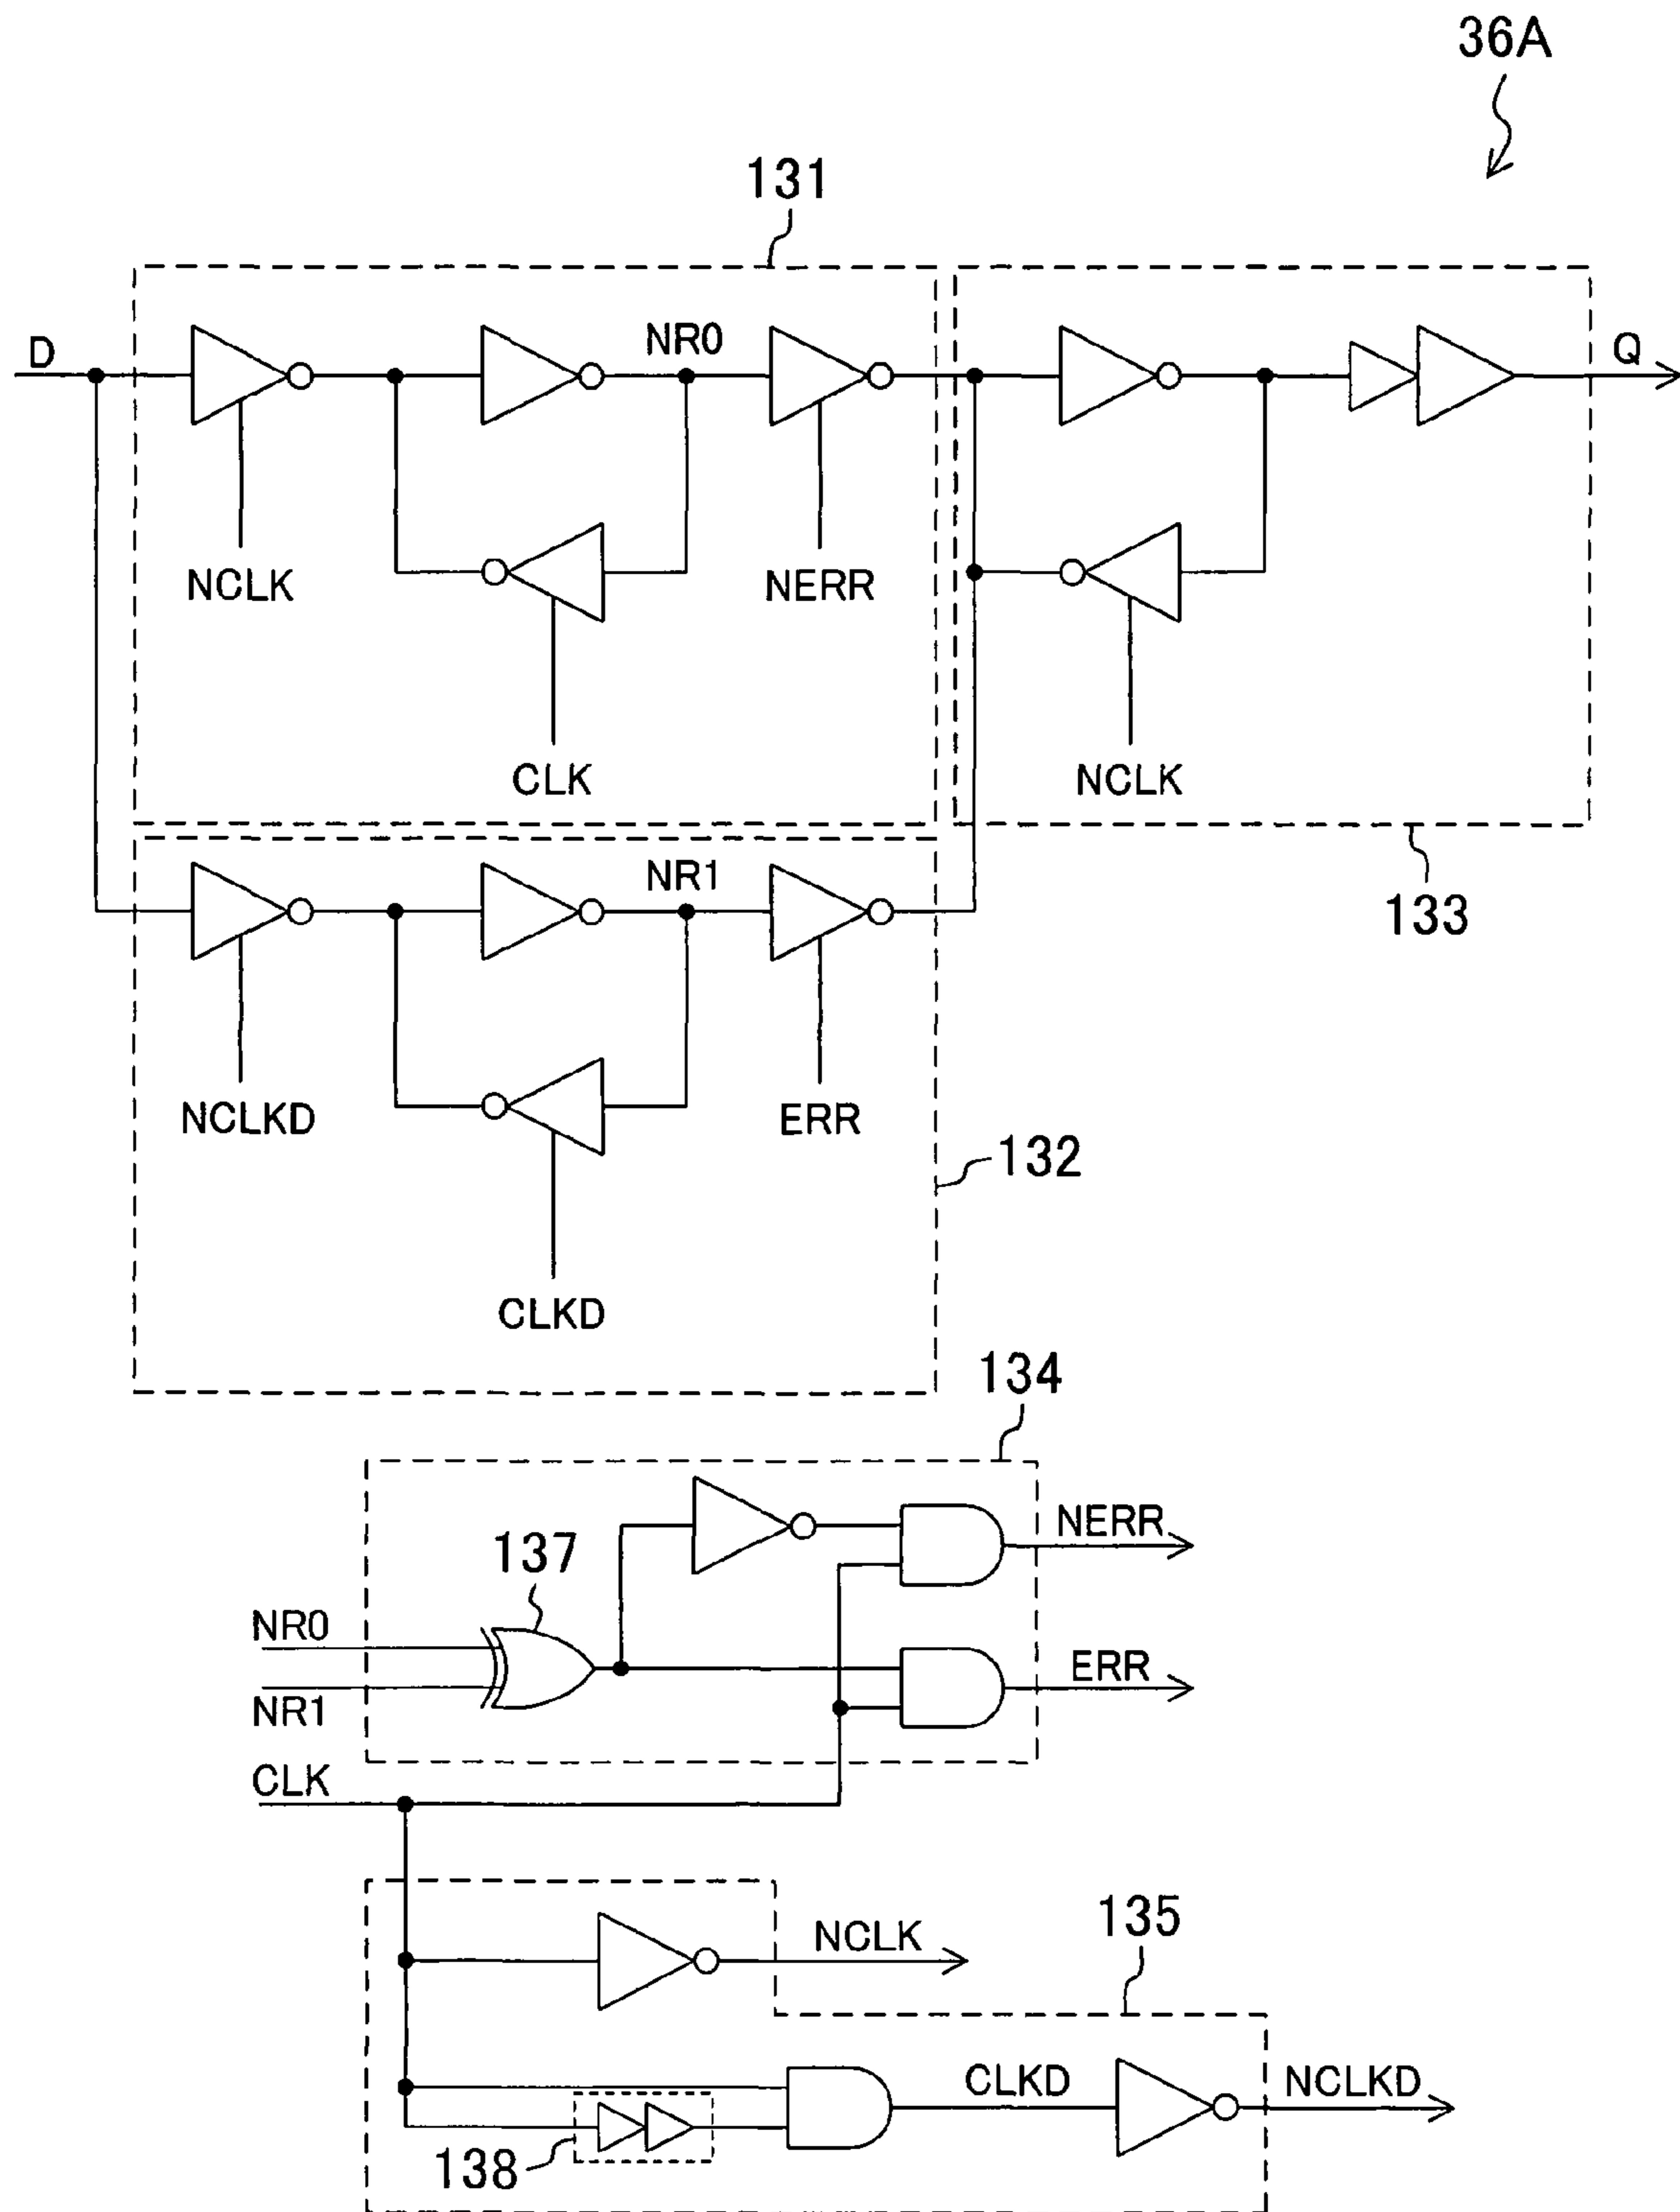 36A
131
D
NR0
Q
NCLK
NERR
CLK
NCLK
NR1
133
NCLKD
ERR
132
CLKD
134
NERR
137
NR0
ERR
NR1
CLK
135
NCLK
CLKD
NCLKD
138